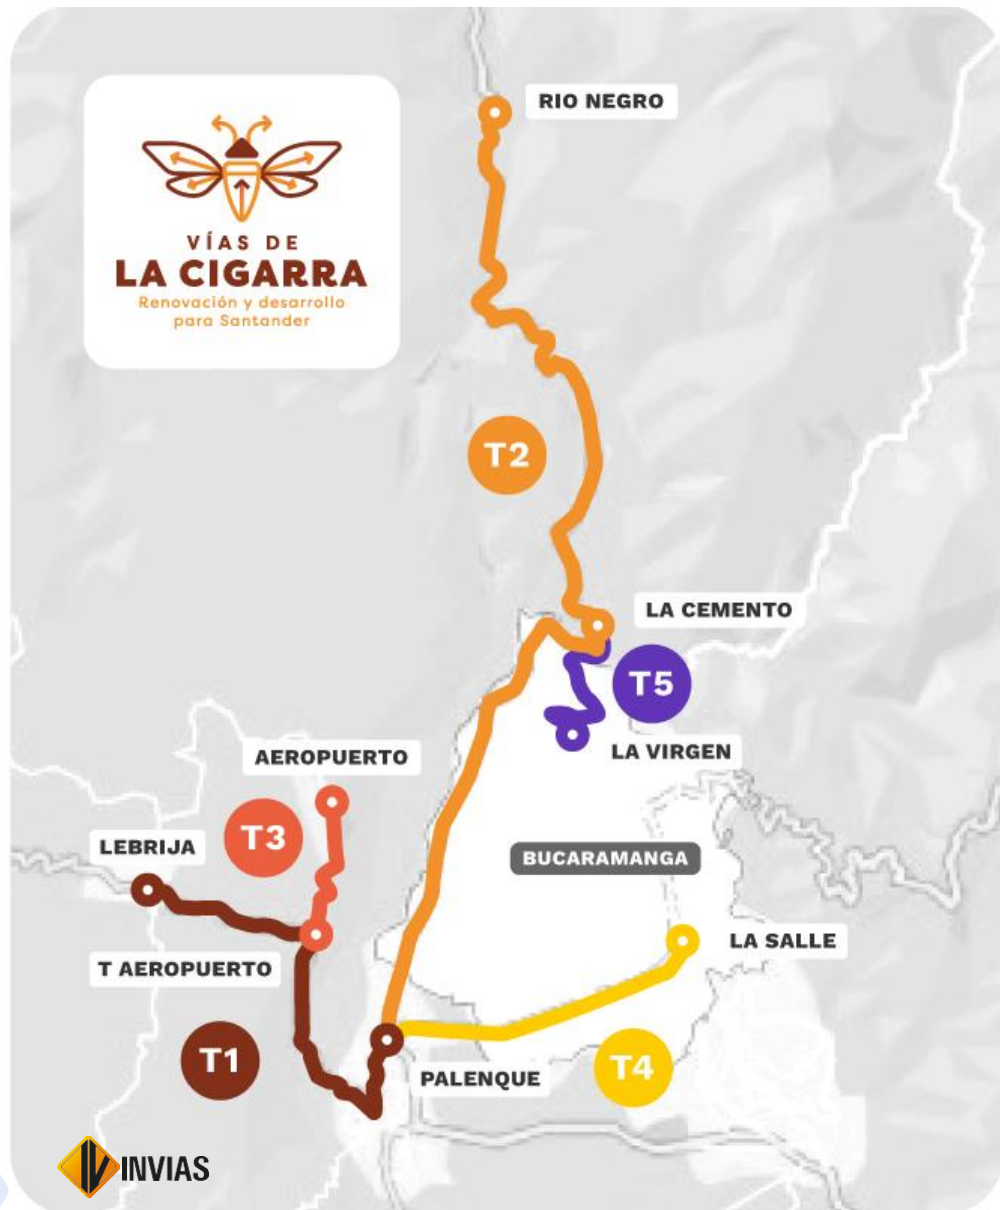 RIO NEGRO
VÍAS DE
LA CIGARRA
Renovación y desarrollo
para Santander
T2
LA CEMENTO
T5
LA VIRGEN
AEROPUERTO
T3
LEBRIJA
BUCARAMANGA
LA SALLE
T AEROPUERTO
T1
T4
PALENQUE
INVIAS